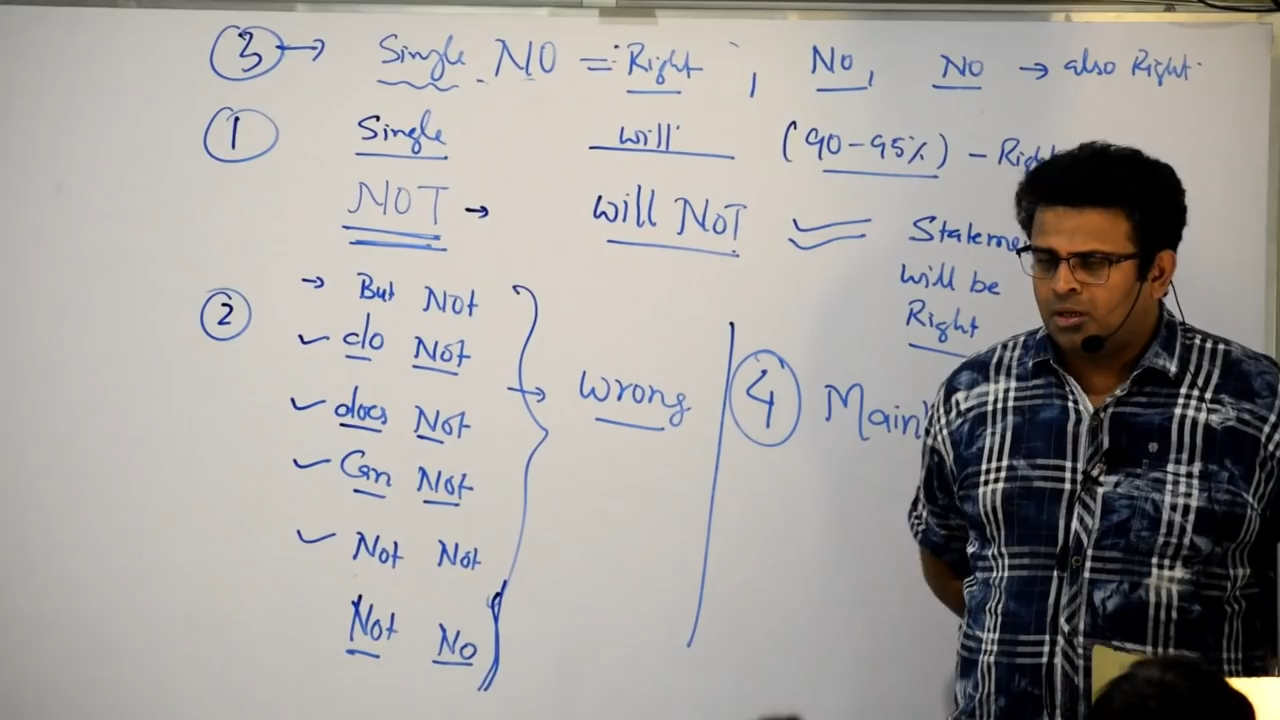 ③ → Single NO = Right , No, No → also Right
① Single will (90-95%) - Right
NOT → will NOT Stateme
will be
Right
② → But Not
✓ do Not
✓ does Not → Wrong ④ Main
✓ Can Not
✓ Not Not
Not No